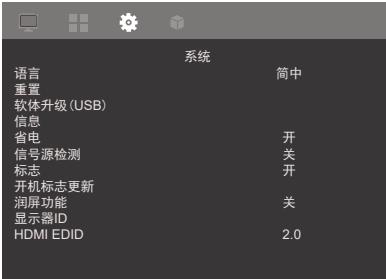 系统
语言 简中
重置
软体升级（USB）
信息
省电 开
信号源检测 关
标志 开
开机标志更新
润屏功能 关
显示器ID
HDMI EDID 2.0